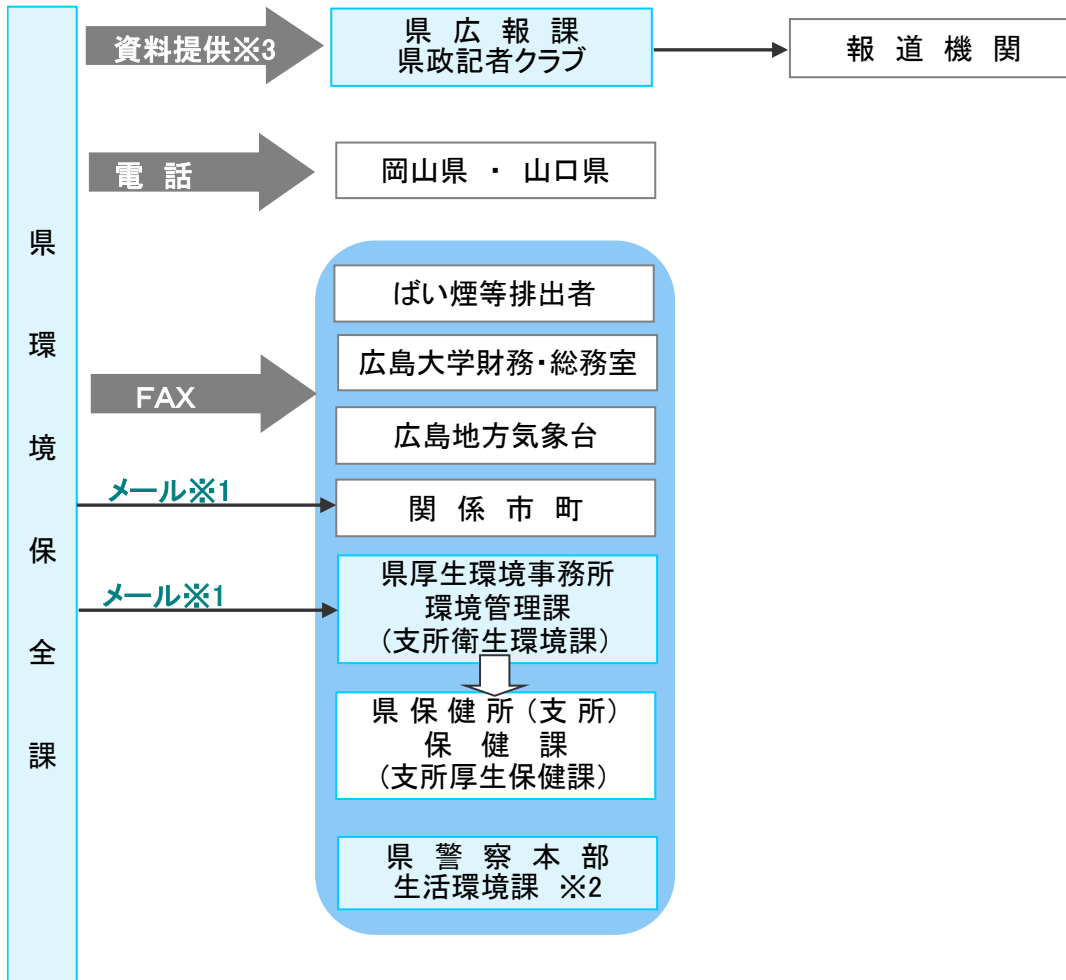 県環境保全課
資料提供※3
県 広 報 課
県政記者クラブ
報 道 機 関
電 話
岡山県 ・ 山口県
FAX
ばい煙等排出者
広島大学財務・総務室
広島地方気象台
メール※1
関 係 市 町
メール※1
県厚生環境事務所
環境管理課
(支所衛生環境課)
県 保 健 所 (支 所)
保 健 課
(支所厚生保健課)
県 警 察 本 部
生活環境課 ※2